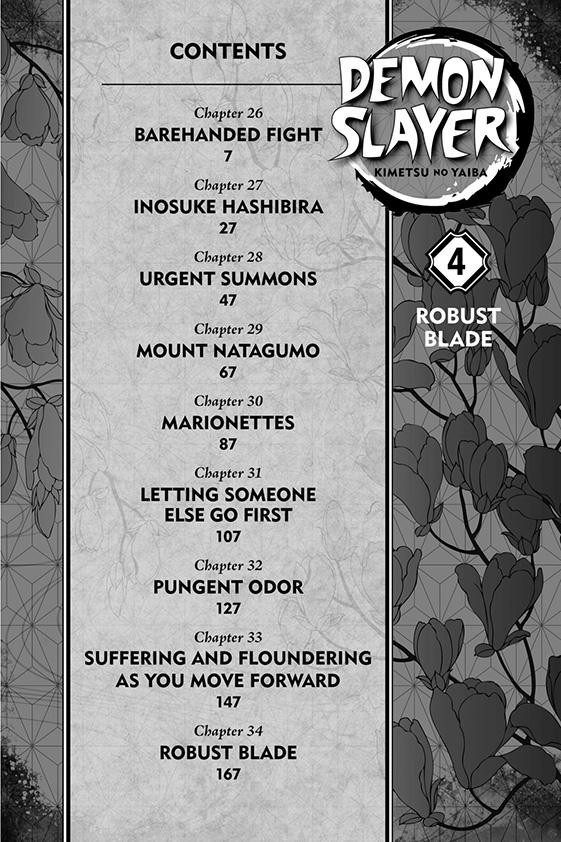 CONTENTS
Chapter 26
BAREHANDED FIGHT
7
Chapter 27
INOSUKE HASHIBIRA
27
Chapter 28
URGENT SUMMONS
47
Chapter 29
MOUNT NATAGUMO
67
Chapter 30
MARIONETTES
87
Chapter 31
LETTING SOMEONE
ELSE GO FIRST
107
Chapter 32
PUNGENT ODOR
127
Chapter 33
SUFFERING AND FLOUNDERING
AS YOU MOVE FORWARD
147
Chapter 34
ROBUST BLADE
167
DEMON
SLAYER
KIMETSU NO YAIBA
4
ROBUST
BLADE